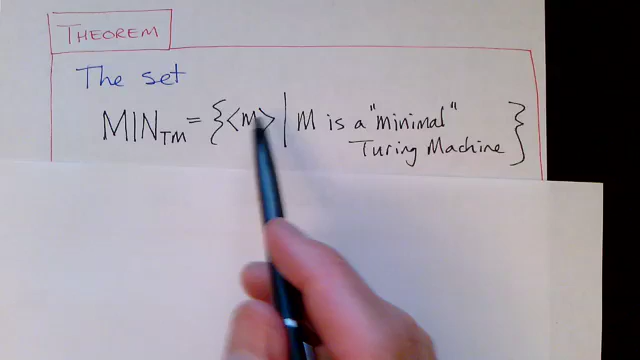 THEOREM
The set
MIN_TM = {<M> | M is a "minimal"
Turing Machine }